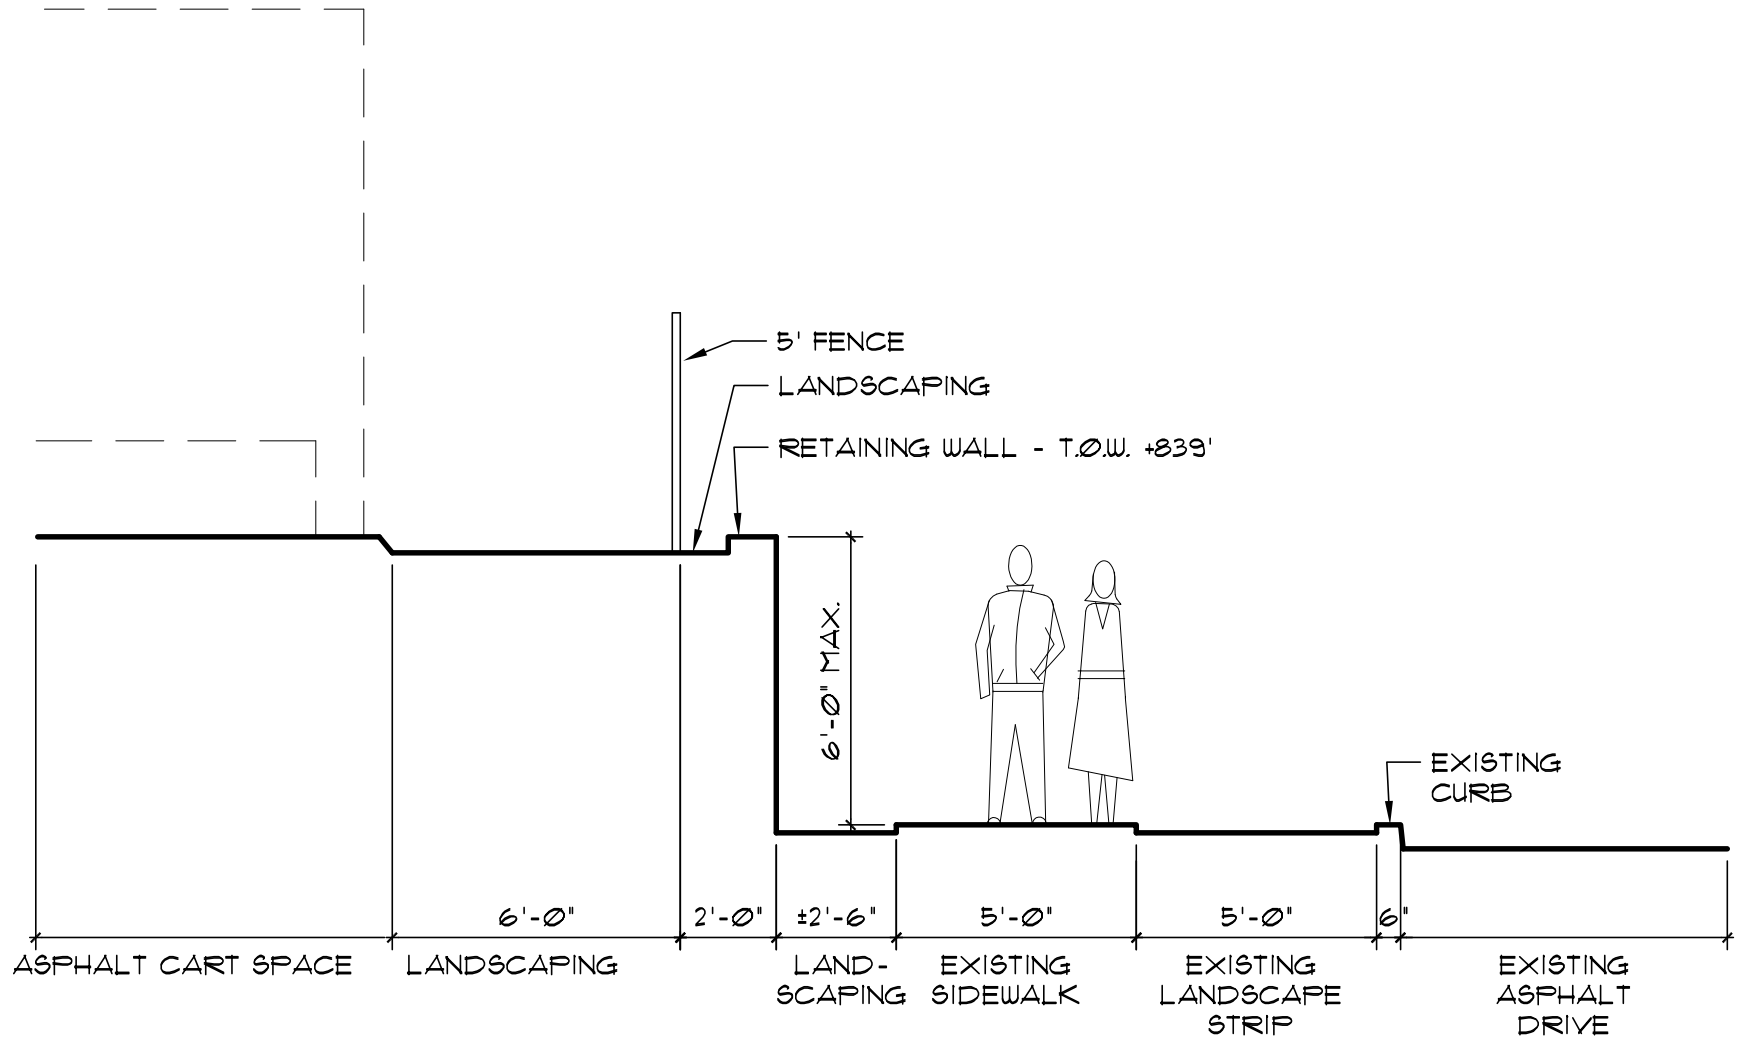 5' FENCE
LANDSCAPING
RETAINING WALL - T.O.W. +839'
6'-0" MAX.
EXISTING
CURB
6'-0"
2'-0"
±2'-6"
5'-0"
5'-0"
6"
ASPHALT CART SPACE
LANDSCAPING
LAND-
SCAPING
EXISTING
SIDEWALK
EXISTING
LANDSCAPE
STRIP
EXISTING
ASPHALT
DRIVE